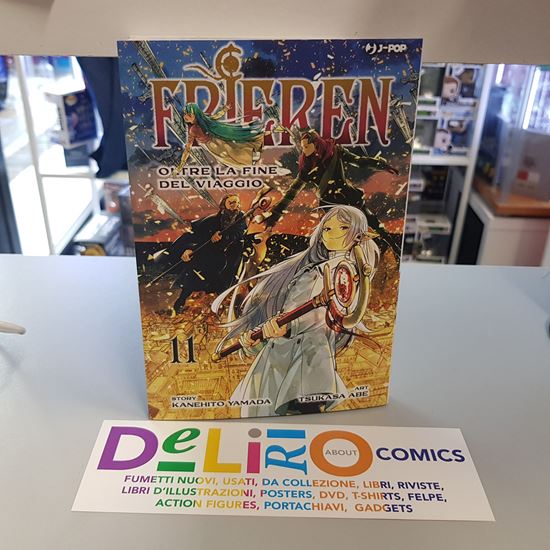 J-POP
FRIEREN
OLTRE LA FINE
DEL VIAGGIO
11
STORY
KANEHITO YAMADA
ART
TSUKASA ABE
DeLiRiO ABOUT COMICS
FUMETTI NUOVI, USATI, DA COLLEZIONE, LIBRI, RIVISTE,
LIBRI D'ILLUSTRAZIONI, POSTERS, DVD, T-SHIRTS, FELPE,
ACTION FIGURES, PORTACHIAVI, GADGETS